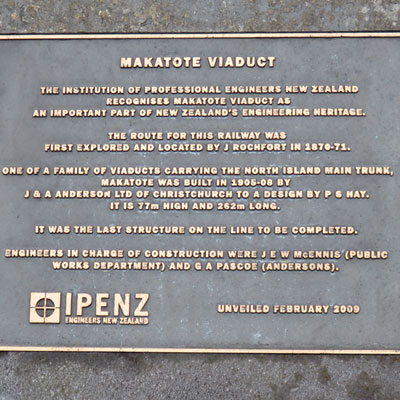 MAKATOTE VIADUCT
THE INSTITUTION OF PROFESSIONAL ENGINEERS NEW ZEALAND
RECOGNISES MAKATOTE VIADUCT AS
AN IMPORTANT PART OF NEW ZEALAND'S ENGINEERING HERITAGE.
THE ROUTE FOR THIS RAILWAY WAS
FIRST EXPLORED AND LOCATED BY J ROCHFORT IN 1870-71.
ONE OF A FAMILY OF VIADUCTS CARRYING THE NORTH ISLAND MAIN TRUNK,
MAKATOTE WAS BUILT IN 1905-08 BY
J & A ANDERSON LTD OF CHRISTCHURCH TO A DESIGN BY P S HAY.
IT IS 77m HIGH AND 262m LONG.
IT WAS THE LAST STRUCTURE ON THE LINE TO BE COMPLETED.
ENGINEERS IN CHARGE OF CONSTRUCTION WERE J E W McENNIS (PUBLIC
WORKS DEPARTMENT) AND G A PASCOE (ANDERSONS).
IPENZ
ENGINEERS NEW ZEALAND
UNVEILED FEBRUARY 2009